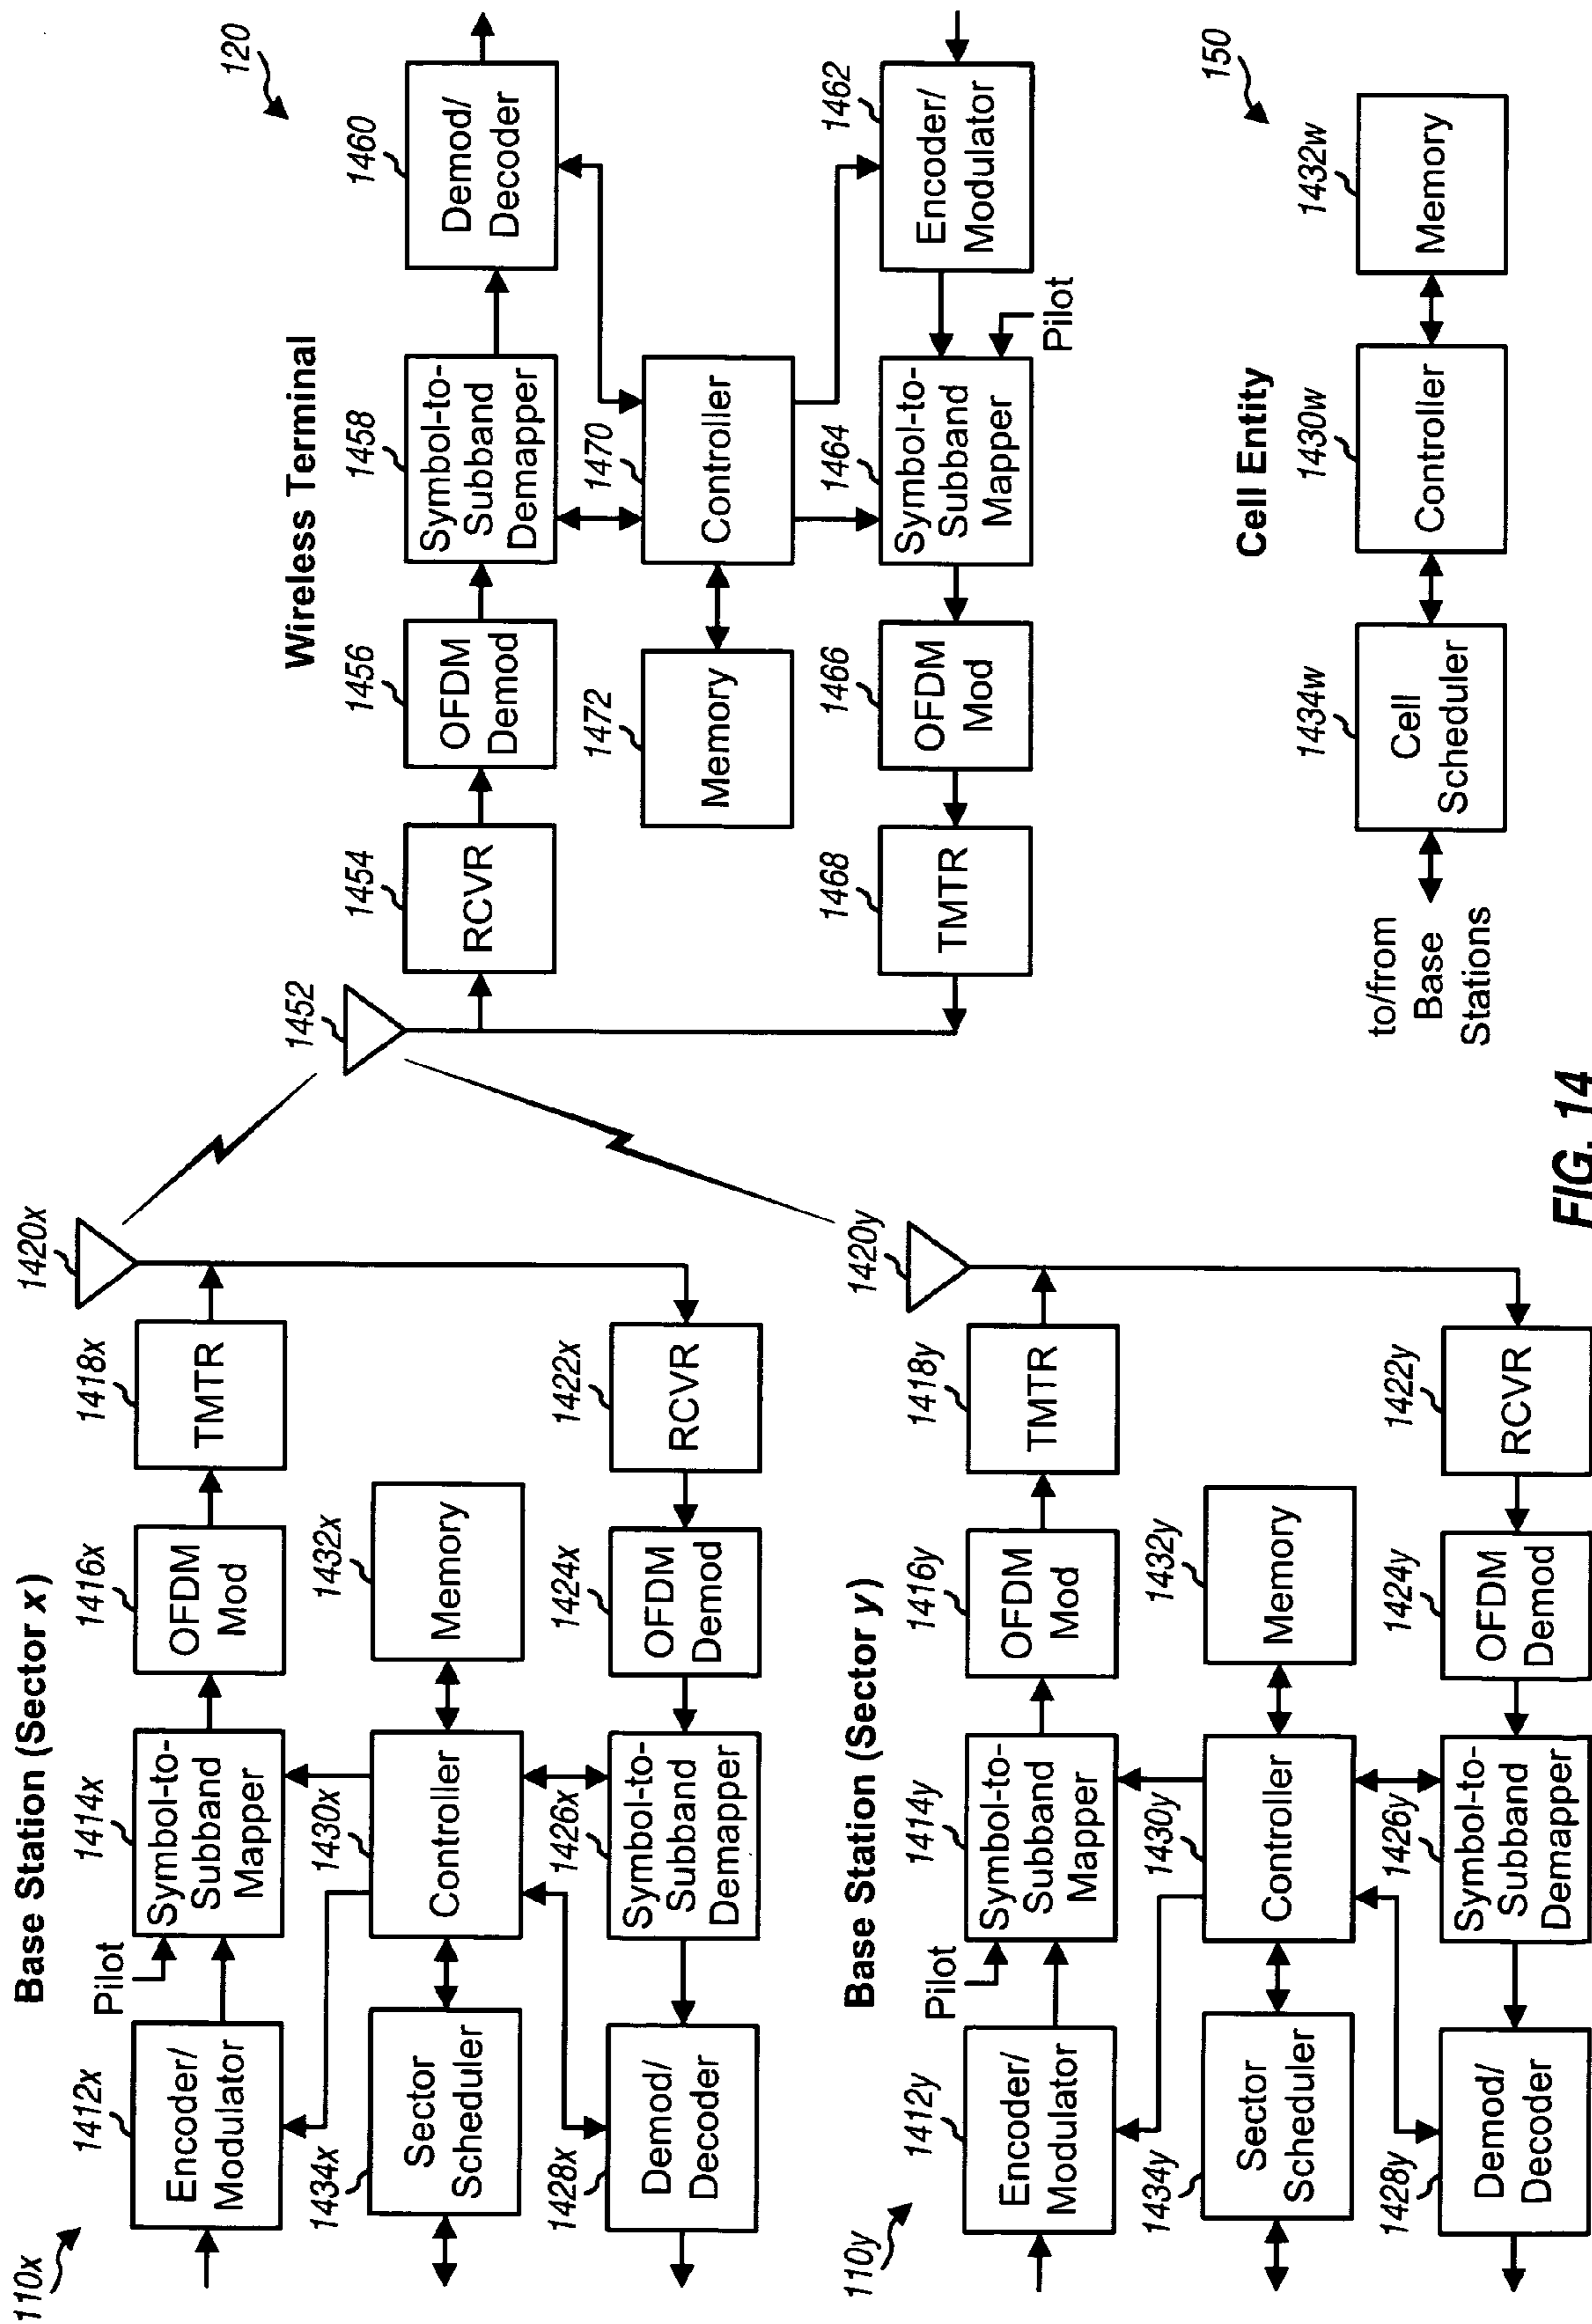 Base Station (Sector x)
110x
1412x
Encoder/
Modulator
Pilot
1414x
Symbol-to-
Subband
Mapper
1416x
OFDM
Mod
1418x
TMTR
1420x
1434x
Sector
Scheduler
1430x
Controller
1432x
Memory
1428x
Demod/
Decoder
1426x
Symbol-to-
Subband
Demapper
1424x
OFDM
Demod
1422x
RCVR
Base Station (Sector y)
110y
1412y
Encoder/
Modulator
Pilot
1414y
Symbol-to-
Subband
Mapper
1416y
OFDM
Mod
1418y
TMTR
1420y
1434y
Sector
Scheduler
1430y
Controller
1432y
Memory
1428y
Demod/
Decoder
1426y
Symbol-to-
Subband
Demapper
1424y
OFDM
Demod
1422y
RCVR
Wireless Terminal
120
1452
1454
RCVR
1456
OFDM
Demod
1458
Symbol-to-
Subband
Demapper
1460
Demod/
Decoder
1472
Memory
1470
Controller
1468
TMTR
1466
OFDM
Mod
1464
Symbol-to-
Subband
Mapper
Pilot
1462
Encoder/
Modulator
Cell Entity
150
to/from
Base
Stations
1434w
Cell
Scheduler
1430w
Controller
1432w
Memory
FIG. 14